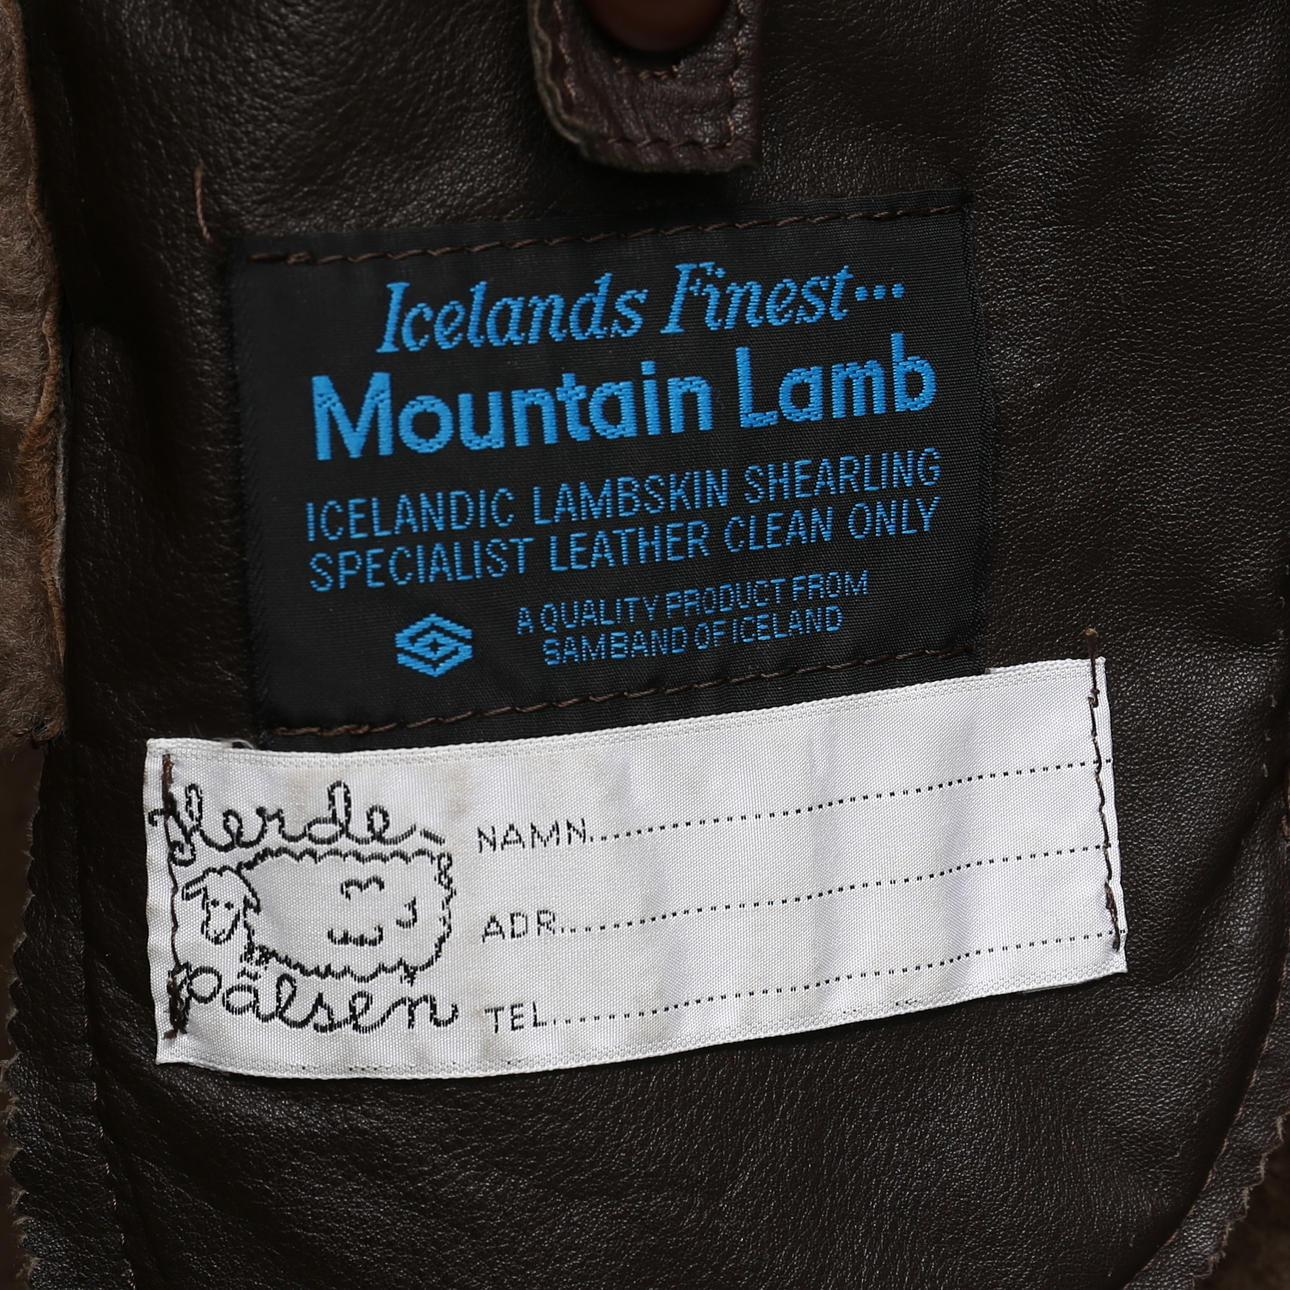 Icelands Finest...
Mountain Lamb
ICELANDIC LAMBSKIN SHEARLING
SPECIALIST LEATHER CLEAN ONLY
A QUALITY PRODUCT FROM
SAMBAND OF ICELAND
Herde-
Pälsen
NAMN
ADR.
TEL.